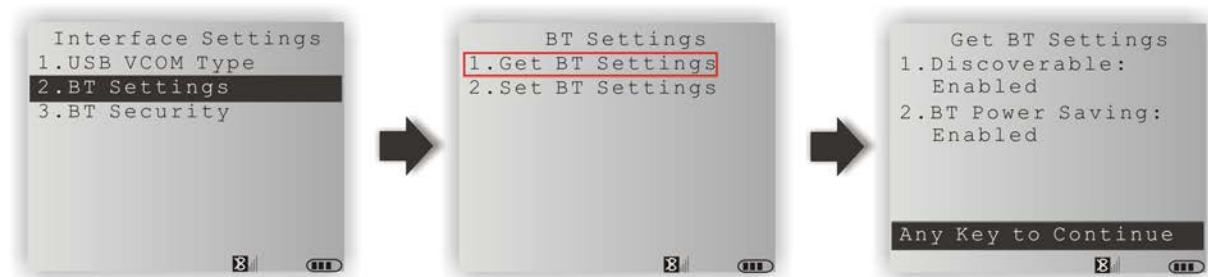 Interface Settings
1.USB VCOM Type
2.BT Settings
3.BT Security
BT Settings
1.Get BT Settings
2.Set BT Settings
Get BT Settings
1.Discoverable:
Enabled
2.BT Power Saving:
Enabled
Any Key to Continue